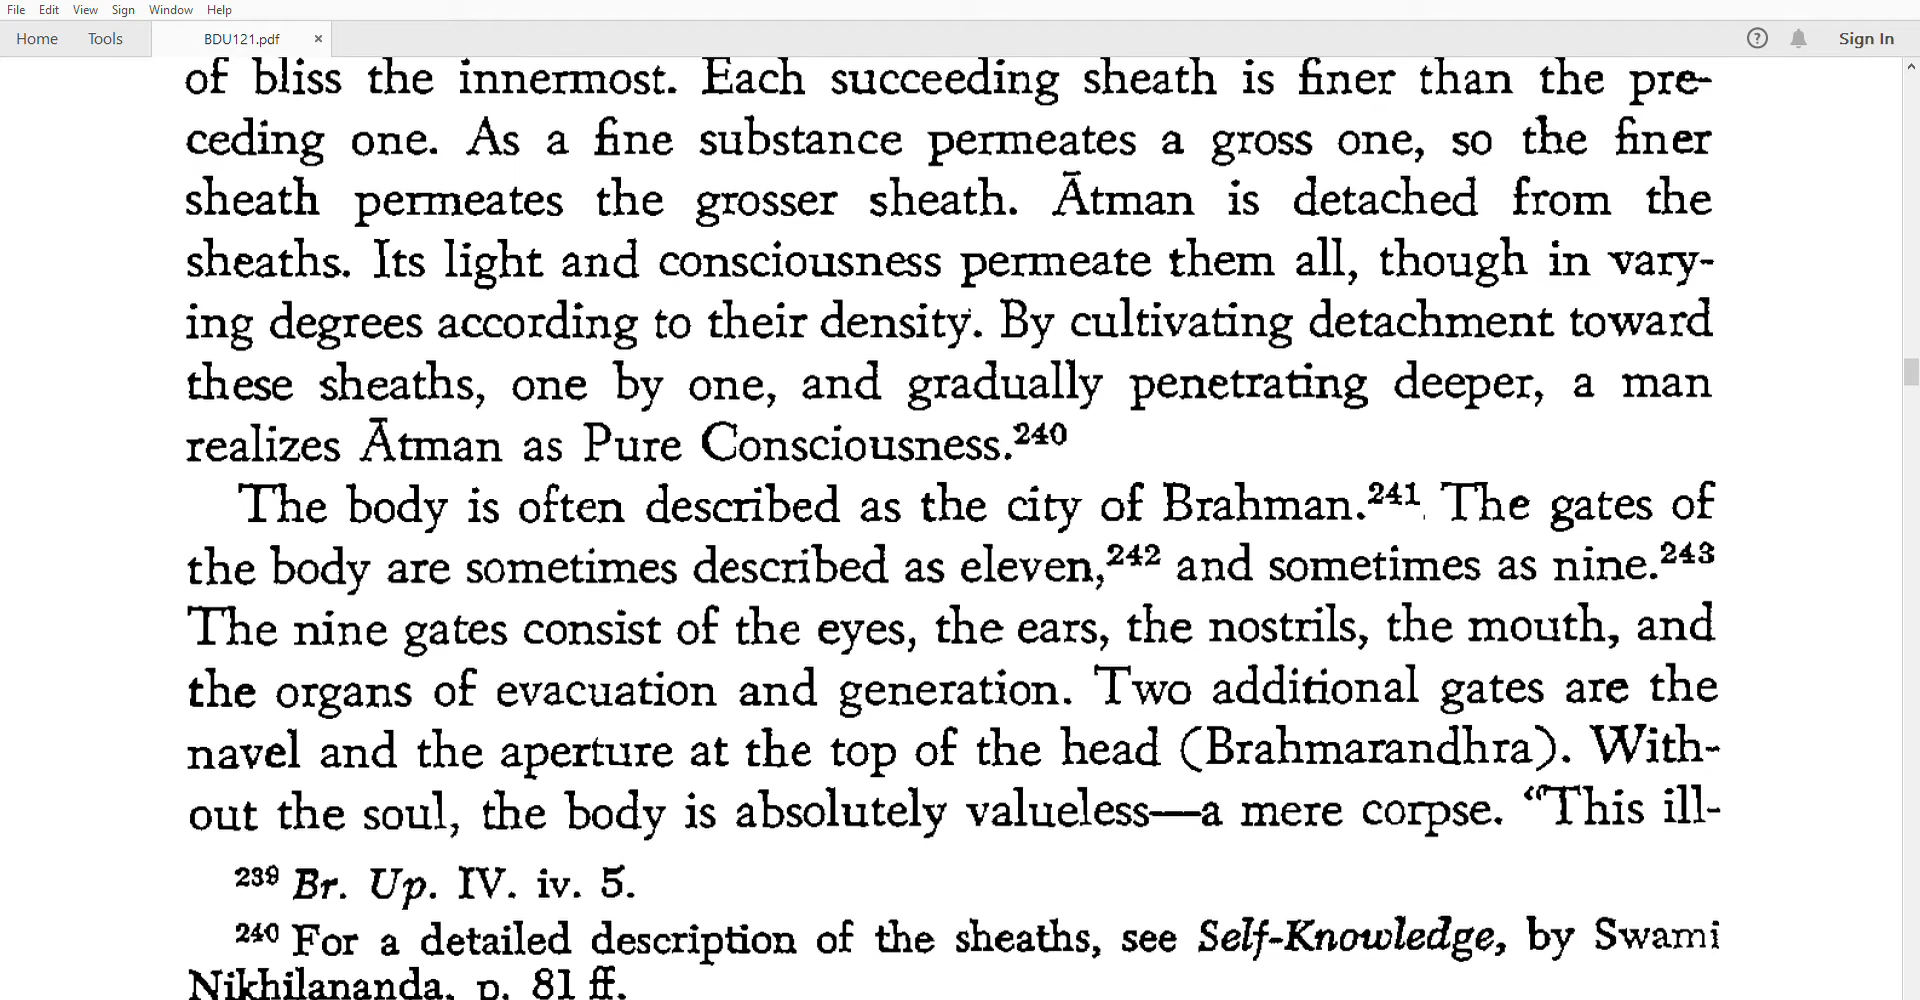 File Edit View Sign Window Help
Home Tools BDU121.pdf × ? Sign In
of bliss the innermost. Each succeeding sheath is finer than the pre-
ceding one. As a fine substance permeates a gross one, so the finer
sheath permeates the grosser sheath. Ātman is detached from the
sheaths. Its light and consciousness permeate them all, though in vary-
ing degrees according to their density. By cultivating detachment toward
these sheaths, one by one, and gradually penetrating deeper, a man
realizes Ātman as Pure Consciousness.²⁴⁰
The body is often described as the city of Brahman.²⁴¹ The gates of
the body are sometimes described as eleven,²⁴² and sometimes as nine.²⁴³
The nine gates consist of the eyes, the ears, the nostrils, the mouth, and
the organs of evacuation and generation. Two additional gates are the
navel and the aperture at the top of the head (Brahmarandhra). With-
out the soul, the body is absolutely valueless—a mere corpse. “This ill-
²³⁹ Br. Up. IV. iv. 5.
²⁴⁰ For a detailed description of the sheaths, see Self-Knowledge, by Swami
Nikhilananda, p. 81 ff.